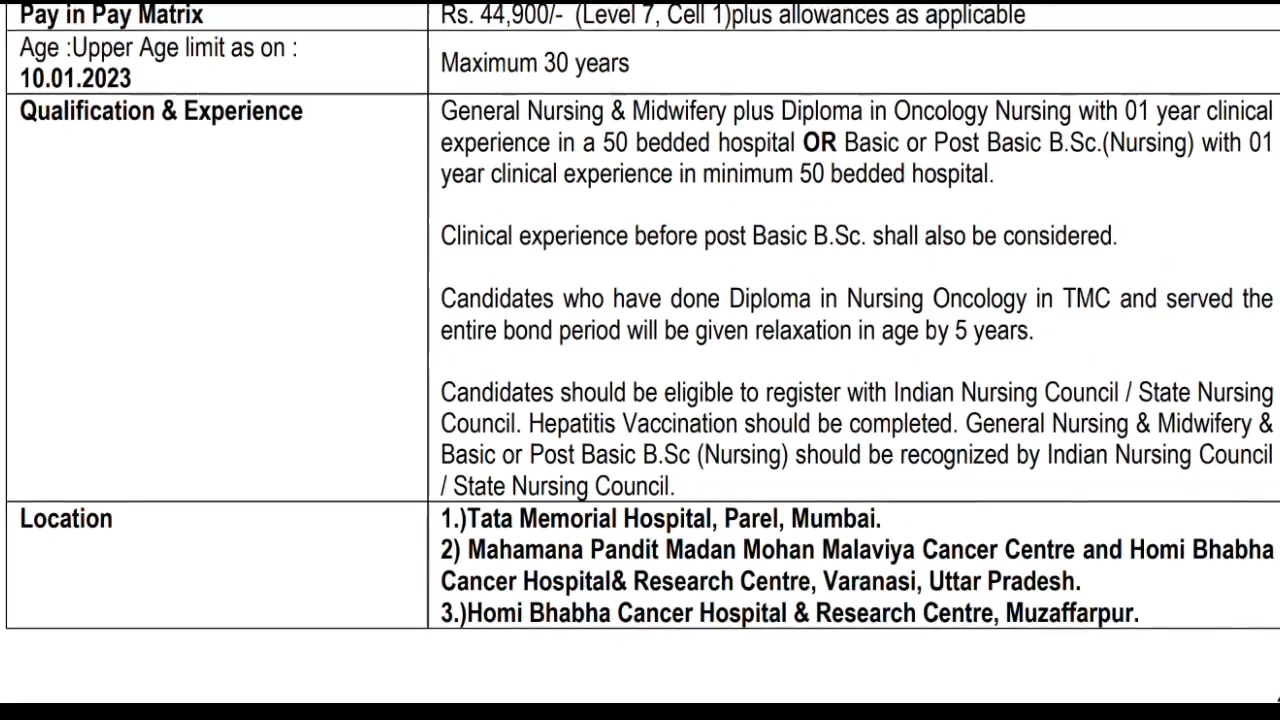 Pay in Pay Matrix
Rs. 44,900/-  (Level 7, Cell 1)plus allowances as applicable
Age :Upper Age limit as on :
10.01.2023
Maximum 30 years
Qualification & Experience
General Nursing & Midwifery plus Diploma in Oncology Nursing with 01 year clinical
experience in a 50 bedded hospital OR Basic or Post Basic B.Sc.(Nursing) with 01
year clinical experience in minimum 50 bedded hospital.
Clinical experience before post Basic B.Sc. shall also be considered.
Candidates who have done Diploma in Nursing Oncology in TMC and served the
entire bond period will be given relaxation in age by 5 years.
Candidates should be eligible to register with Indian Nursing Council / State Nursing
Council. Hepatitis Vaccination should be completed. General Nursing & Midwifery &
Basic or Post Basic B.Sc (Nursing) should be recognized by Indian Nursing Council
/ State Nursing Council.
Location
1.)Tata Memorial Hospital, Parel, Mumbai.
2) Mahamana Pandit Madan Mohan Malaviya Cancer Centre and Homi Bhabha
Cancer Hospital& Research Centre, Varanasi, Uttar Pradesh.
3.)Homi Bhabha Cancer Hospital & Research Centre, Muzaffarpur.